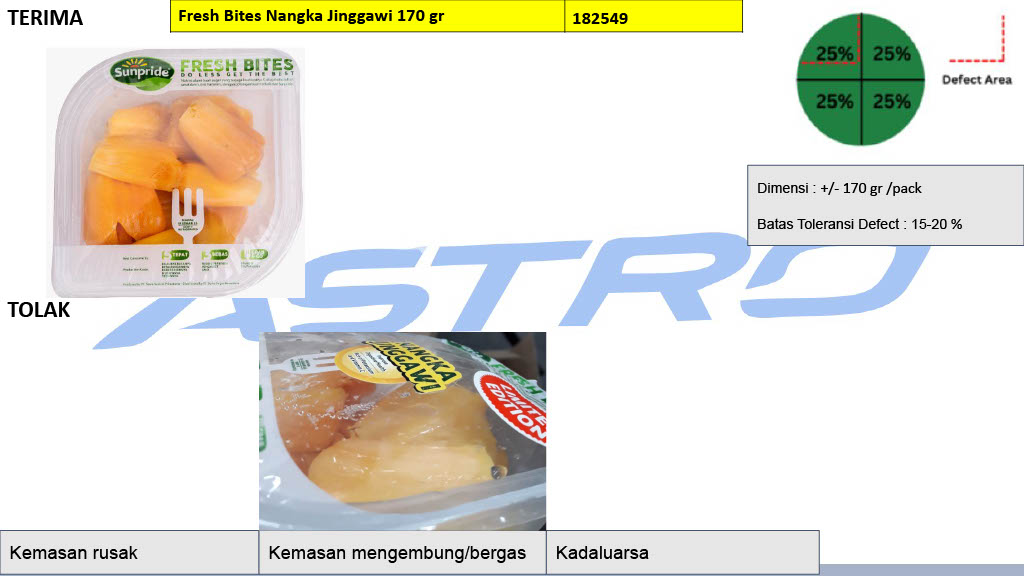 TERIMA
Fresh Bites Nangka Jinggawi 170 gr
182549
25% 25%
25% 25%
Defect Area
Sunpride
FRESH BITES
DO LESS GET THE BEST
TEPAT
BEBAS
Dimensi : +/- 170 gr /pack
Batas Toleransi Defect : 15-20 %
ASTRO
TOLAK
NANGKA
JINGGAWI
LIMITED
EDITION
FRESH
Kemasan rusak
Kemasan mengembung/bergas
Kadaluarsa